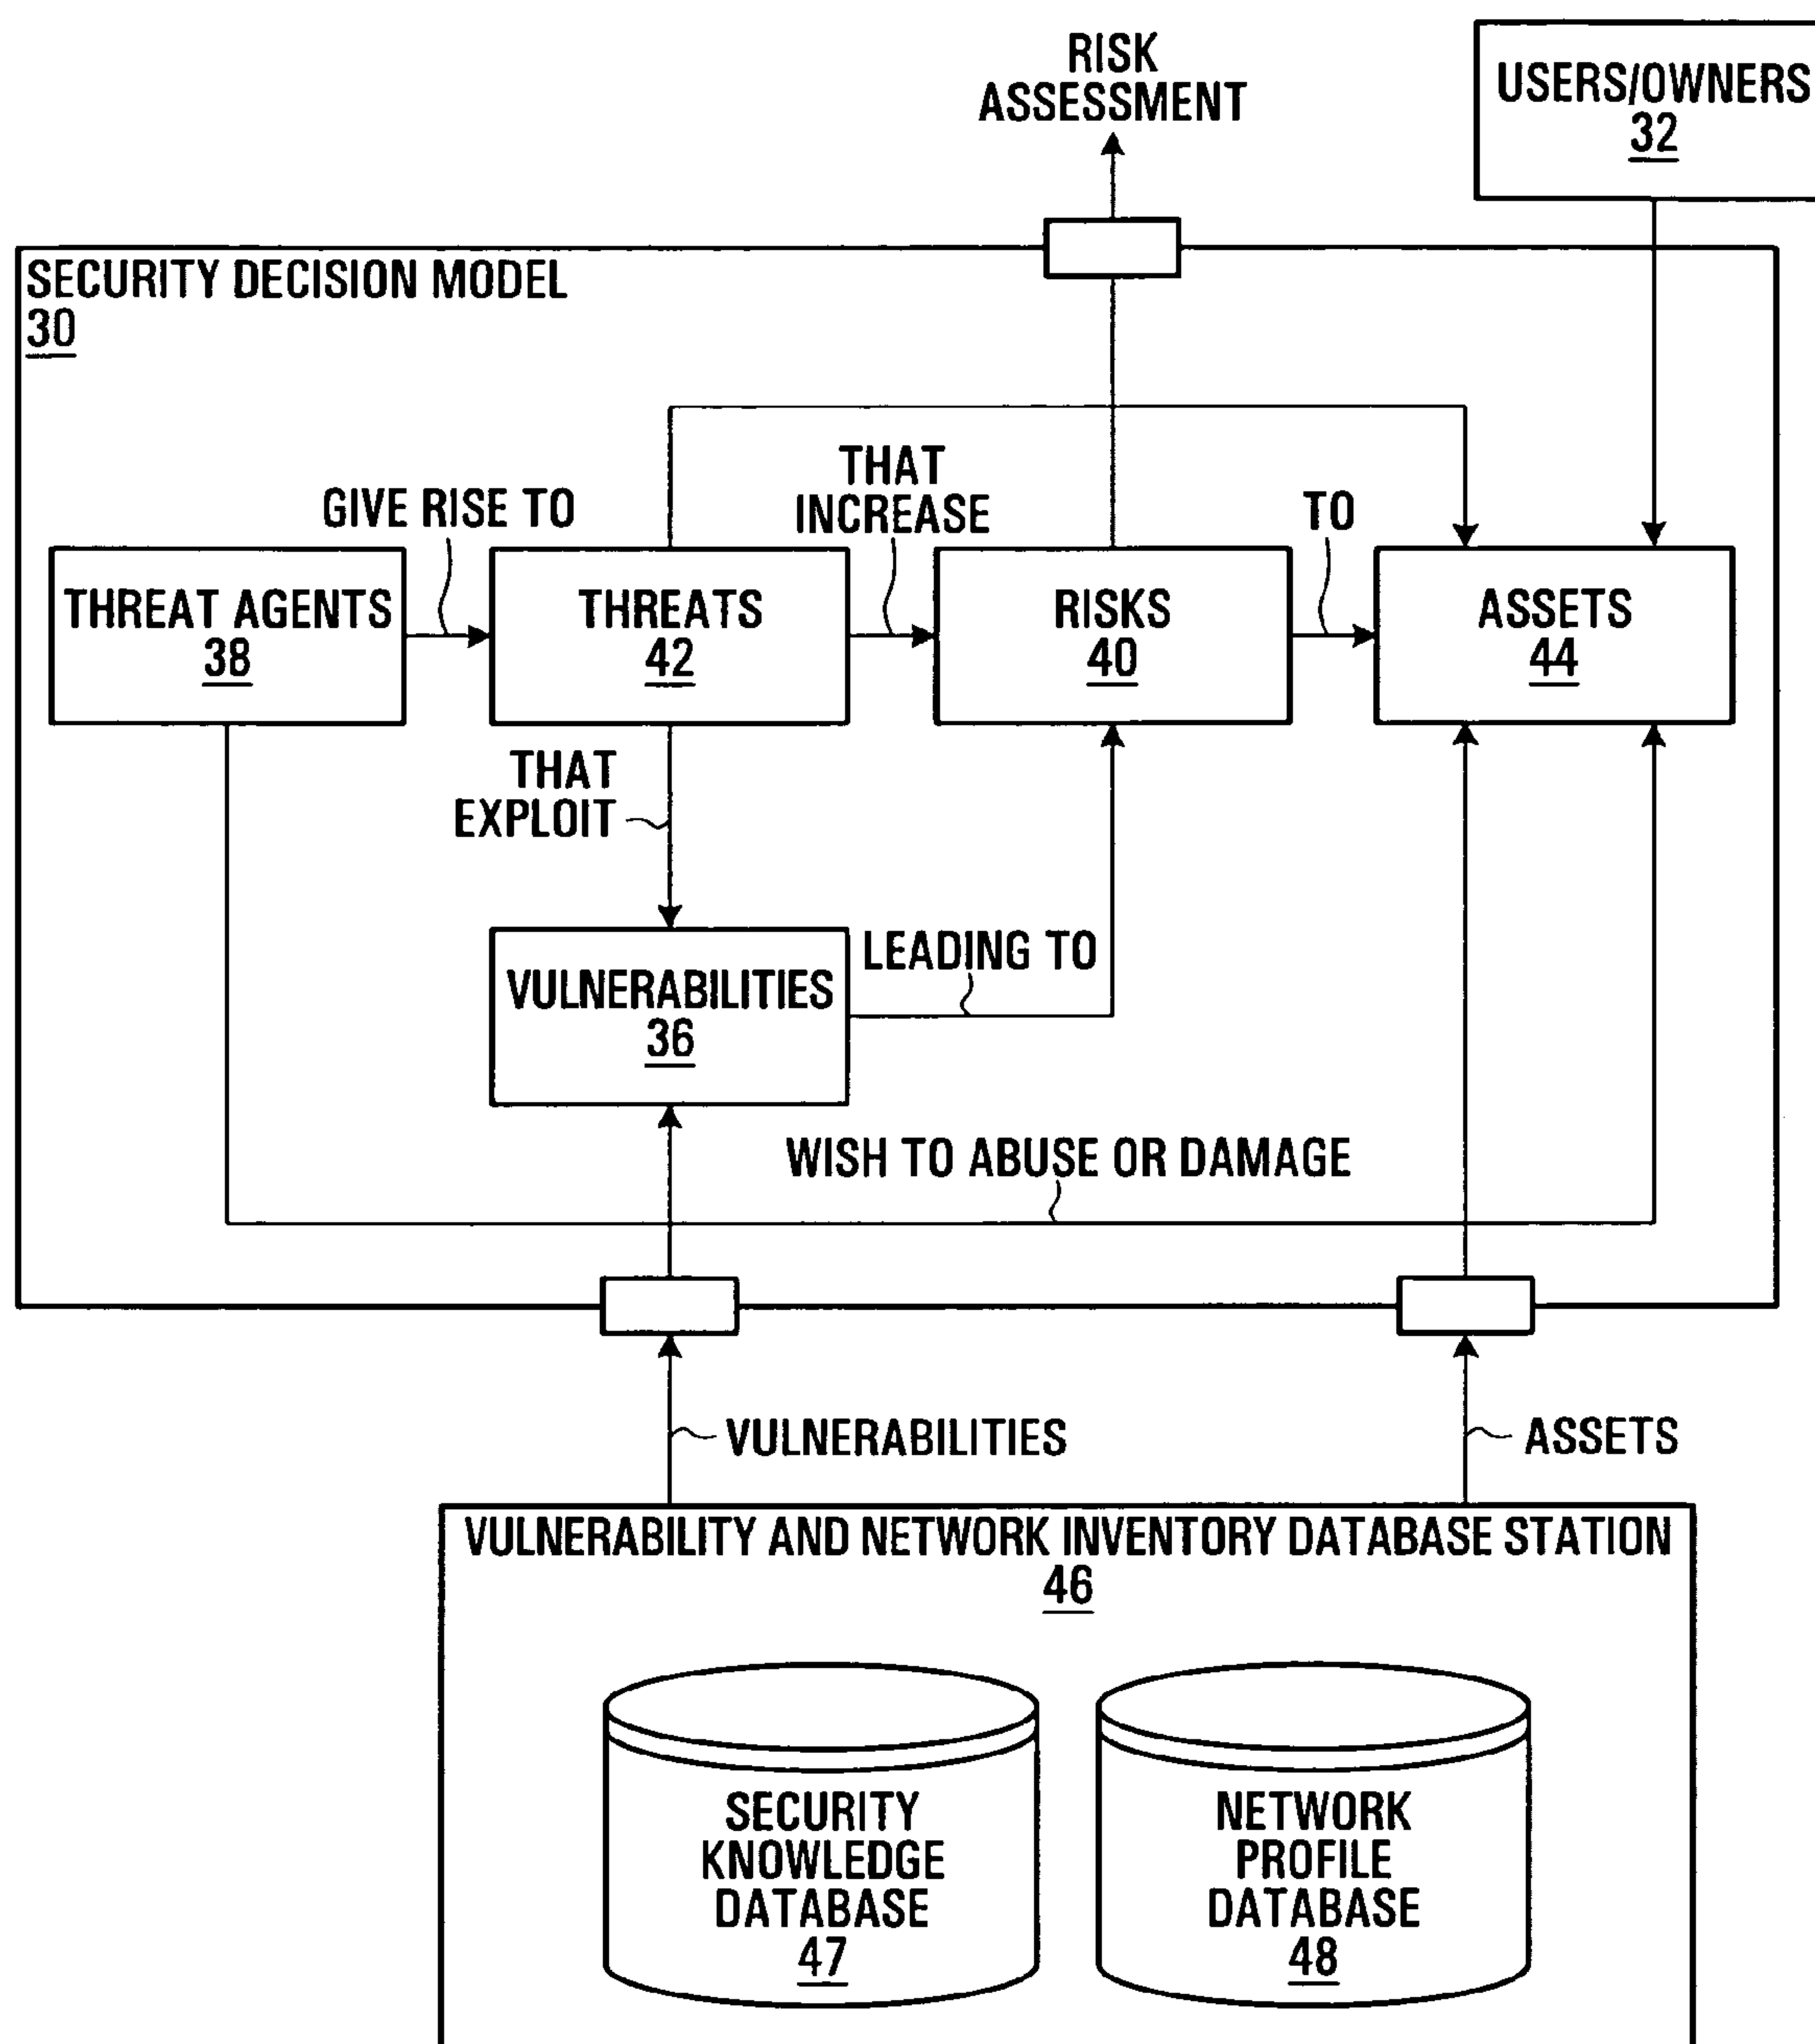 RISK
ASSESSMENT
USERS/OWNERS
32
SECURITY DECISION MODEL
30
GIVE RISE TO
THAT
INCREASE
TO
THREAT AGENTS
38
THREATS
42
RISKS
40
ASSETS
44
THAT
EXPLOIT
VULNERABILITIES
36
LEADING TO
WISH TO ABUSE OR DAMAGE
VULNERABILITIES
ASSETS
VULNERABILITY AND NETWORK INVENTORY DATABASE STATION
46
SECURITY
KNOWLEDGE
DATABASE
47
NETWORK
PROFILE
DATABASE
48